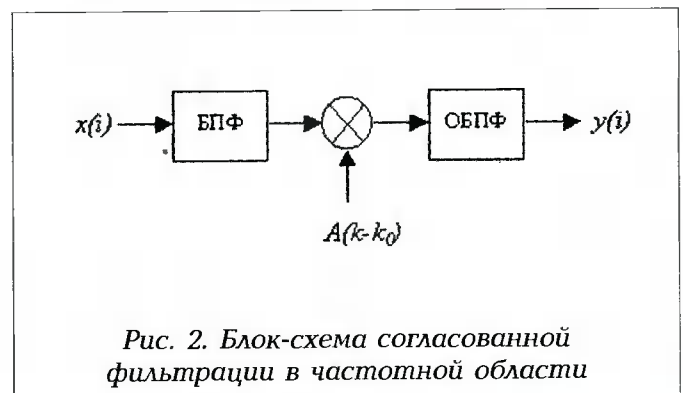 x(i)
БПФ
ОБПФ
y(i)
A(k-k₀)
Рис. 2. Блок-схема согласованной
фильтрации в частотной области